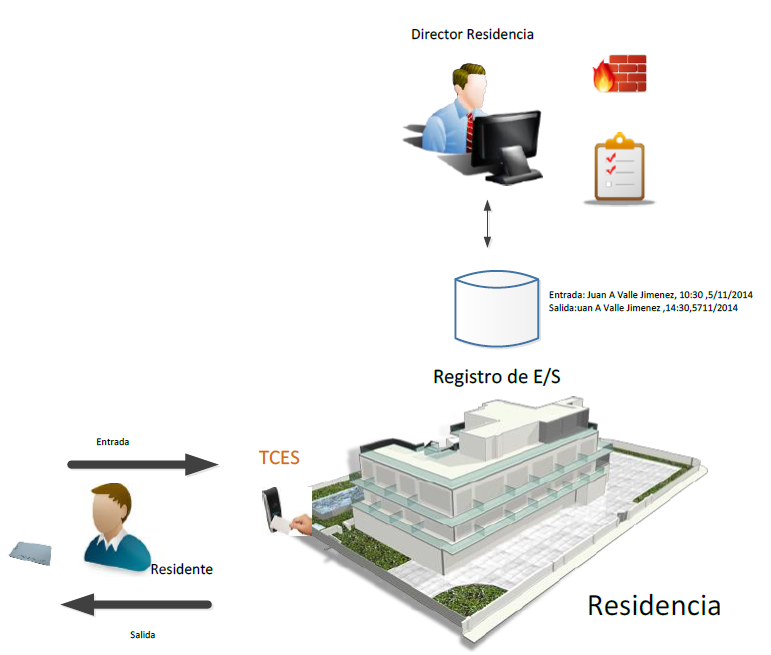 Director Residencia
Entrada: Juan A Valle Jimenez, 10:30 ,5/11/2014
Salida:uan A Valle Jimenez ,14:30,5711/2014
Registro de E/S
Entrada
TCES
Residente
Residencia
Salida